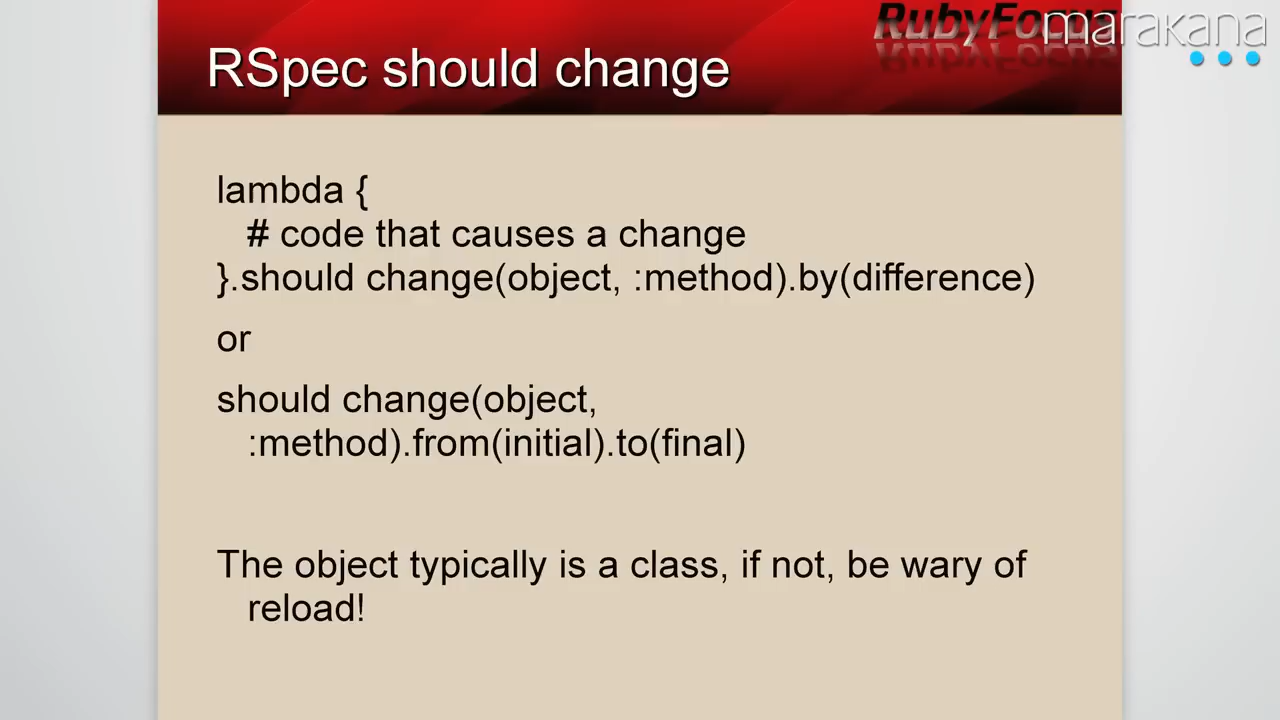 RubyFocus
marakana
RSpec should change
lambda {
# code that causes a change
}.should change(object, :method).by(difference)
or
should change(object,
:method).from(initial).to(final)
The object typically is a class, if not, be wary of
reload!